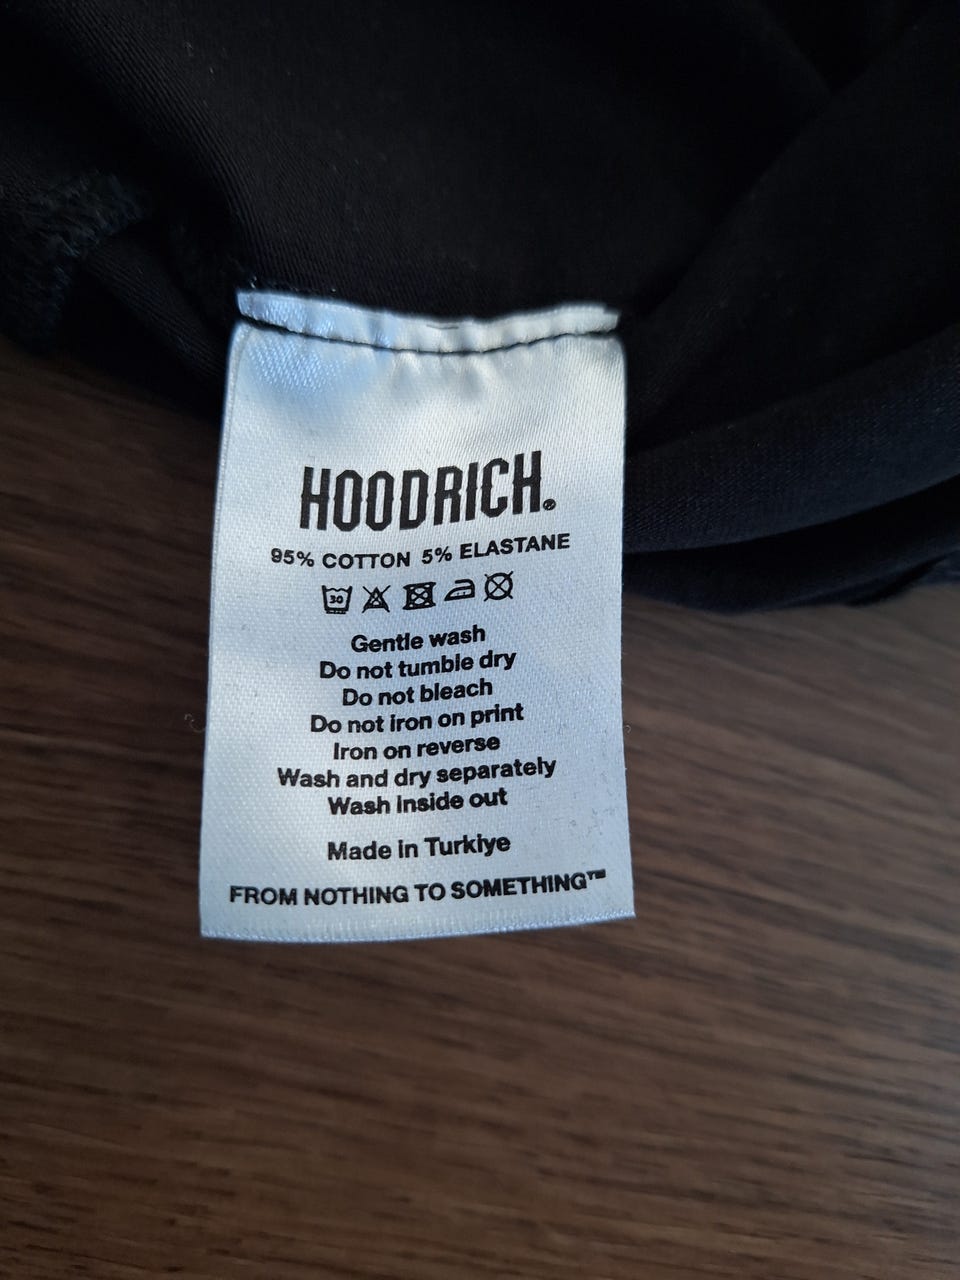 HOODRICH®
95% COTTON 5% ELASTANE
30
Gentle wash
Do not tumble dry
Do not bleach
Do not iron on print
Iron on reverse
Wash and dry separately
Wash inside out
Made in Turkiye
FROM NOTHING TO SOMETHING™